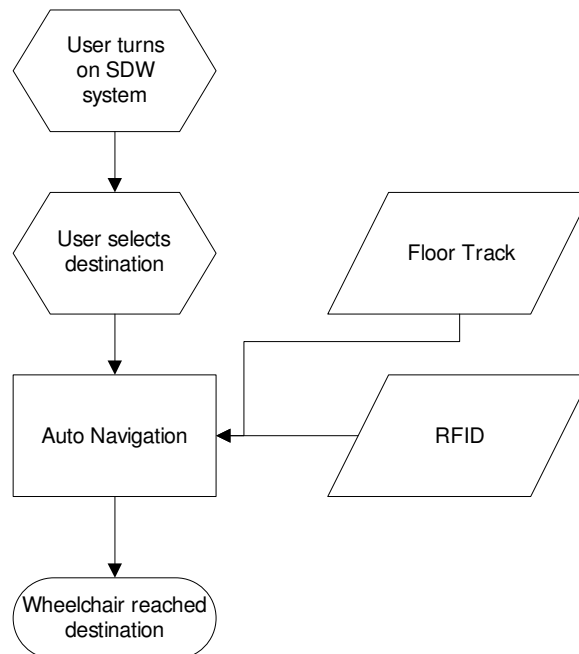 User turns
on SDW
system
User selects
destination
Floor Track
Auto Navigation
RFID
Wheelchair reached
destination